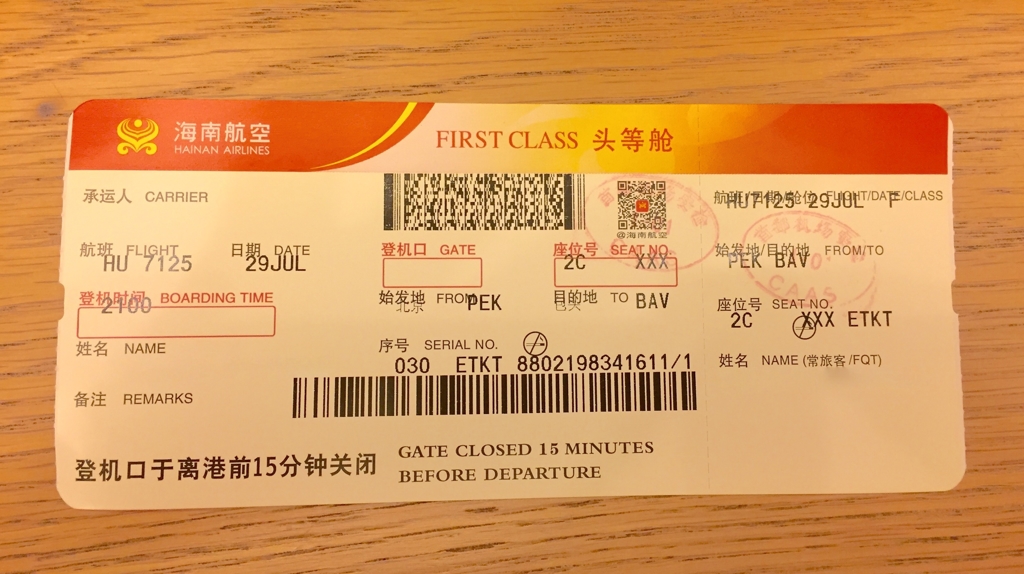 海南航空
HAINAN AIRLINES
FIRST CLASS 头等舱
承运人 CARRIER
@海南航空
航班/日期/舱位 FLIGHT/DATE/CLASS
HU7125 29JUL F
航班 FLIGHT 日期 DATE 登机口 GATE 座位号 SEAT NO. 始发地/目的地 FROM/TO
HU 7125 29JUL 2C XXX PEK BAV
登机时间 BOARDING TIME 始发地 FROM PEK 目的地 TO BAV 座位号 SEAT NO.
2100 北京 包头 2C XXX ETKT
姓名 NAME 序号 SERIAL NO. 姓名 NAME (常旅客/FQT)
030 ETKT 8802198341611/1
备注 REMARKS
登机口于离港前15分钟关闭 GATE CLOSED 15 MINUTES
BEFORE DEPARTURE
CAAS